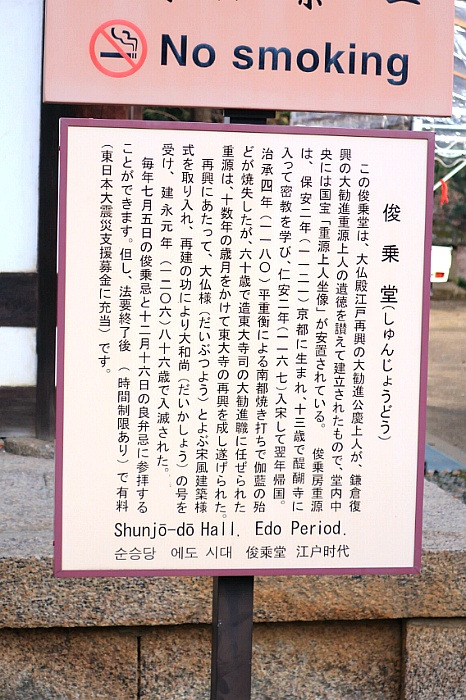 No smoking
俊乗堂(しゅんじょうどう)
この俊乗堂は、大仏殿江戸再興の大勧進公慶上人が、鎌倉復
興の大勧進重源上人の遺徳を讃えて建立されたもので、堂内中
央には国宝「重源上人坐像」が安置されている。 俊乗房重源
は、保安二年(一一二一)京都に生まれ、十三歳で醍醐寺に
入って密教を学び、仁安二年(一一六七)入宋して翌年帰国。
治承四年(一一八〇)平重衡による南都焼き打ちで伽藍の殆
どが焼失したが、六十歳で造東大寺司の大勧進職に任ぜられた
重源は、十数年の歳月をかけて東大寺の再興を成し遂げられた。
再興にあたって、大仏様(だいぶつよう)とよぶ宋風建築様
式を取り入れ、再建の功により大和尚(だいかしょう)の号を
受け、建永元年(一二〇六)八十六歳で入滅された。
毎年七月五日の俊乗忌と十二月十六日の良弁忌に参拝する
ことができます。但し、法要終了後(時間制限あり)で有料
(東日本大震災支援募金に充当)です。
Shunjō-dō Hall. Edo Period.
순승당 에도 시대 俊乘堂 江户时代